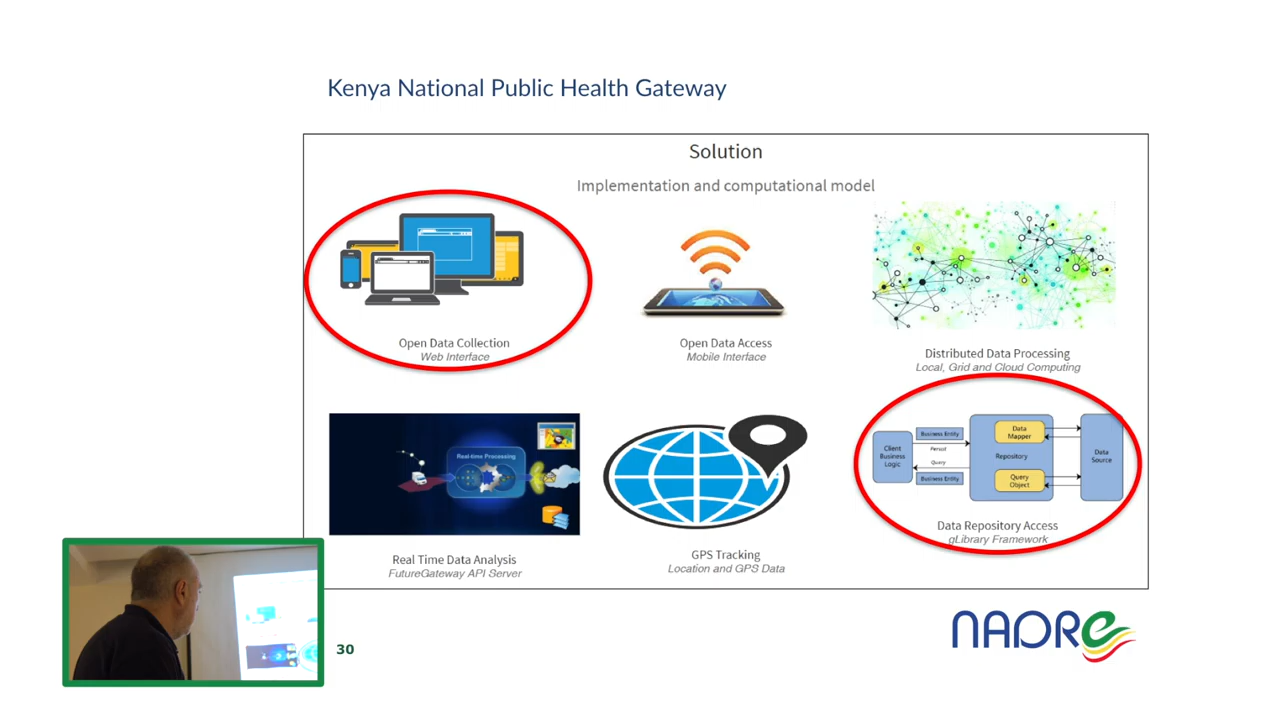 Kenya National Public Health Gateway
Solution
Implementation and computational model
Open Data Collection
Web Interface
Open Data Access
Mobile Interface
Distributed Data Processing
Local, Grid and Cloud Computing
Real-time Processing
Real Time Data Analysis
FutureGateway API Server
GPS Tracking
Location and GPS Data
Client
Business
Logic
Business Entity
Persist
Query
Business Entity
Data
Mapper
Repository
Query
Object
Data
Source
Data Repository Access
gLibrary Framework
30
NADRe